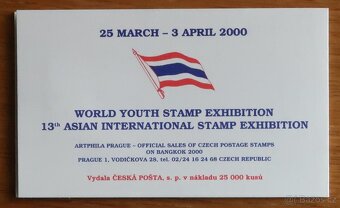 25 MARCH – 3 APRIL 2000
WORLD YOUTH STAMP EXHIBITION
13th ASIAN INTERNATIONAL STAMP EXHIBITION
ARTPHILA PRAGUE – OFFICIAL SALES OF CZECH POSTAGE STAMPS
ON BANGKOK 2000
PRAGUE 1, VODIČKOVA 28, tel. 02/24 16 24 68 CZECH REPUBLIC
Vydala ČESKÁ POŠTA, s. p. v nákladu 25 000 kusů